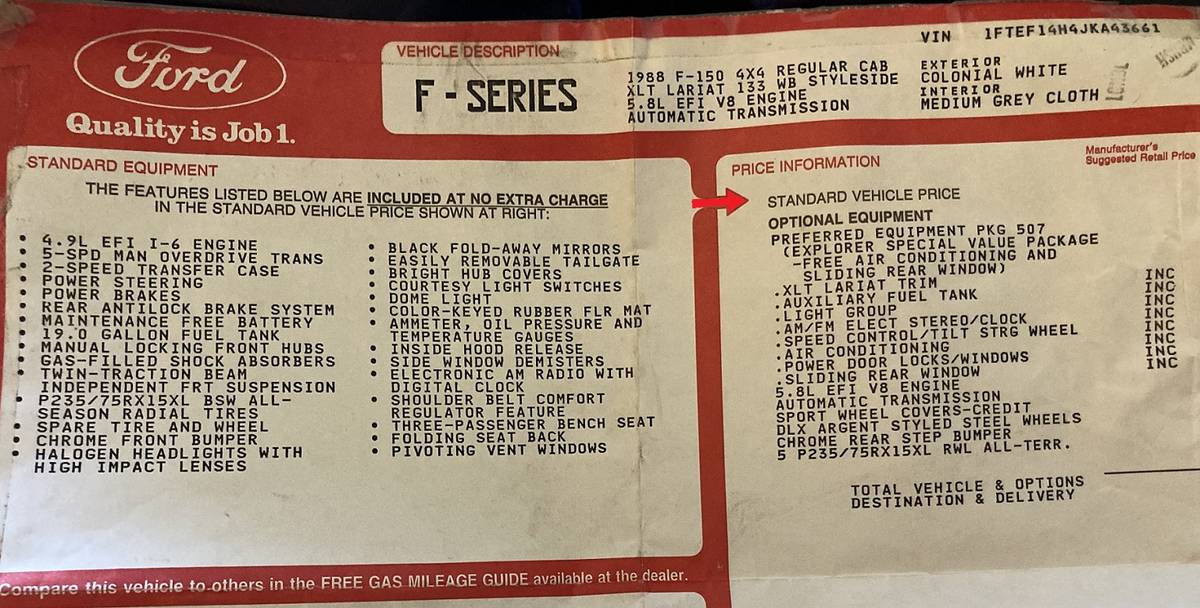 Ford
Quality is Job 1.
VEHICLE DESCRIPTION
F - SERIES
1988 F-150 4X4 REGULAR CAB
XLT LARIAT 133 WB STYLESIDE
5.8L EFI V8 ENGINE
AUTOMATIC TRANSMISSION
VIN 1FTEF14H4JKA43661
EXTERIOR
COLONIAL WHITE
INTERIOR
MEDIUM GREY CLOTH
STANDARD EQUIPMENT
THE FEATURES LISTED BELOW ARE INCLUDED AT NO EXTRA CHARGE
IN THE STANDARD VEHICLE PRICE SHOWN AT RIGHT:
• 4.9L EFI I-6 ENGINE
• 5-SPD MAN OVERDRIVE TRANS
• 2-SPEED TRANSFER CASE
• POWER STEERING
• POWER BRAKES
• REAR ANTILOCK BRAKE SYSTEM
• MAINTENANCE FREE BATTERY
• 19.0 GALLON FUEL TANK
• MANUAL LOCKING FRONT HUBS
• GAS-FILLED SHOCK ABSORBERS
• TWIN-TRACTION BEAM
INDEPENDENT FRT SUSPENSION
• P235/75RX15XL BSW ALL-
SEASON RADIAL TIRES
• SPARE TIRE AND WHEEL
• CHROME FRONT BUMPER
• HALOGEN HEADLIGHTS WITH
HIGH IMPACT LENSES
• BLACK FOLD-AWAY MIRRORS
• EASILY REMOVABLE TAILGATE
• BRIGHT HUB COVERS
• COURTESY LIGHT SWITCHES
• DOME LIGHT
• COLOR-KEYED RUBBER FLR MAT
• AMMETER, OIL PRESSURE AND
TEMPERATURE GAUGES
• INSIDE HOOD RELEASE
• SIDE WINDOW DEMISTERS
• ELECTRONIC AM RADIO WITH
DIGITAL CLOCK
• SHOULDER BELT COMFORT
REGULATOR FEATURE
• THREE-PASSENGER BENCH SEAT
• FOLDING SEAT BACK
• PIVOTING VENT WINDOWS
PRICE INFORMATION
Manufacturer's
Suggested Retail Price
STANDARD VEHICLE PRICE
OPTIONAL EQUIPMENT
PREFERRED EQUIPMENT PKG 507
(EXPLORER SPECIAL VALUE PACKAGE
-FREE AIR CONDITIONING AND
SLIDING REAR WINDOW)
.XLT LARIAT TRIM INC
.AUXILIARY FUEL TANK INC
.LIGHT GROUP INC
.AM/FM ELECT STEREO/CLOCK INC
.SPEED CONTROL/TILT STRG WHEEL INC
.AIR CONDITIONING INC
.POWER DOOR LOCKS/WINDOWS INC
.SLIDING REAR WINDOW INC
5.8L EFI V8 ENGINE
AUTOMATIC TRANSMISSION
SPORT WHEEL COVERS-CREDIT
DLX ARGENT STYLED STEEL WHEELS
CHROME REAR STEP BUMPER
5 P235/75RX15XL RWL ALL-TERR.
TOTAL VEHICLE & OPTIONS
DESTINATION & DELIVERY
Compare this vehicle to others in the FREE GAS MILEAGE GUIDE available at the dealer.